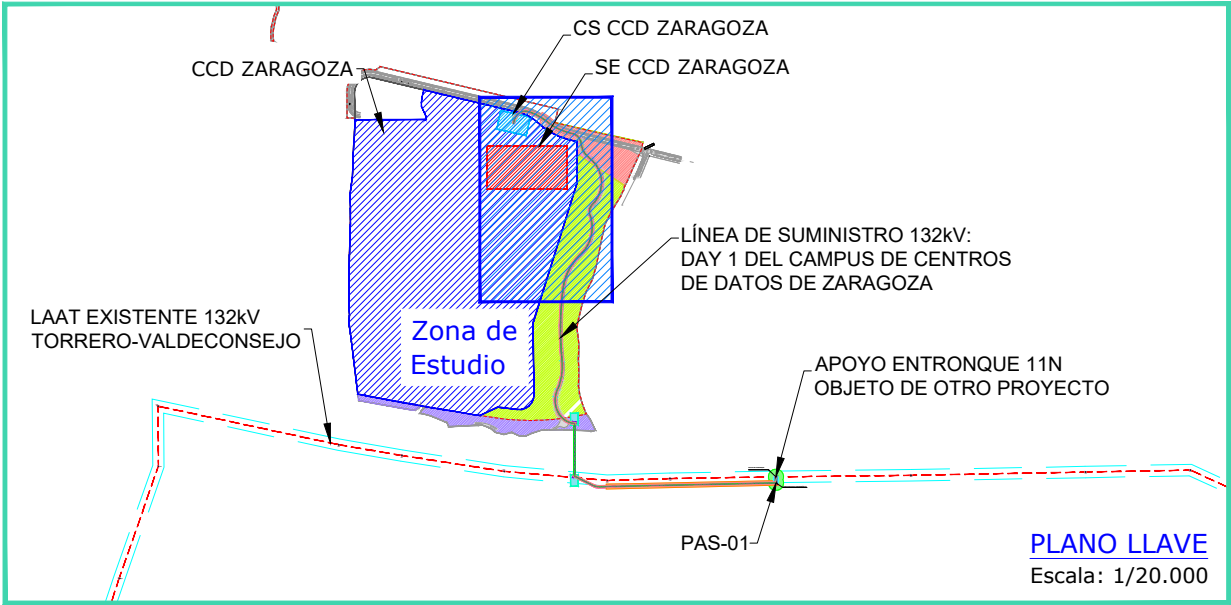 CS CCD ZARAGOZA
CCD ZARAGOZA
SE CCD ZARAGOZA
LÍNEA DE SUMINISTRO 132kV:
DAY 1 DEL CAMPUS DE CENTROS
DE DATOS DE ZARAGOZA
LAAT EXISTENTE 132kV
TORRERO-VALDECONSEJO
Zona de
Estudio
APOYO ENTRONQUE 11N
OBJETO DE OTRO PROYECTO
PAS-01
PLANO LLAVE
Escala: 1/20.000